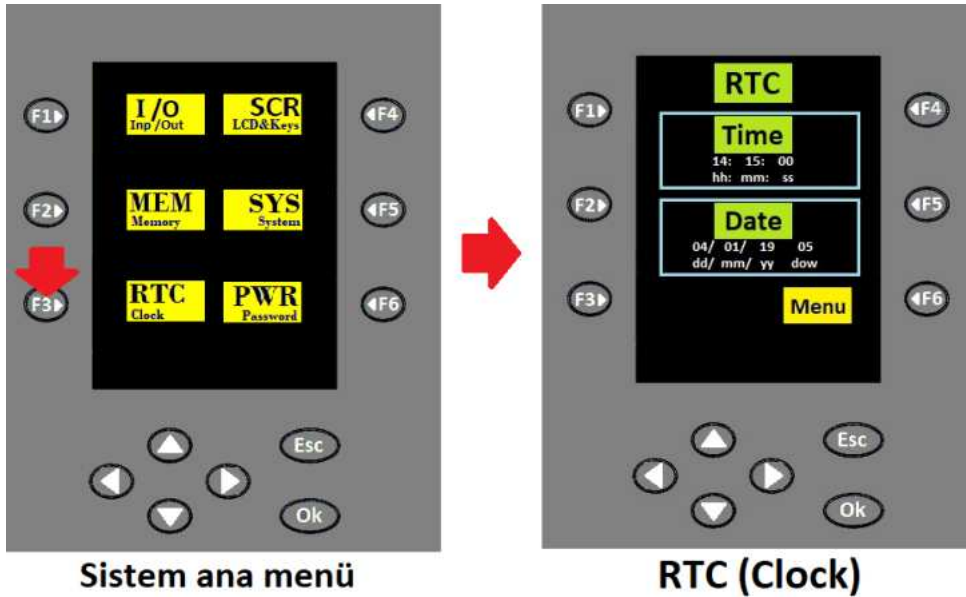 F1
I/O
Inp/Out
SCR
LCD&Keys
F4
F2
MEM
Memory
SYS
System
F5
F3
RTC
Clock
PWR
Password
F6
Esc
Ok
Sistem ana menü
RTC
F1
Time
14: 15: 00
hh: mm: ss
F4
F2
Date
04/ 01/ 19 05
dd/ mm/ yy dow
F5
F3
Menu
F6
Esc
Ok
RTC (Clock)